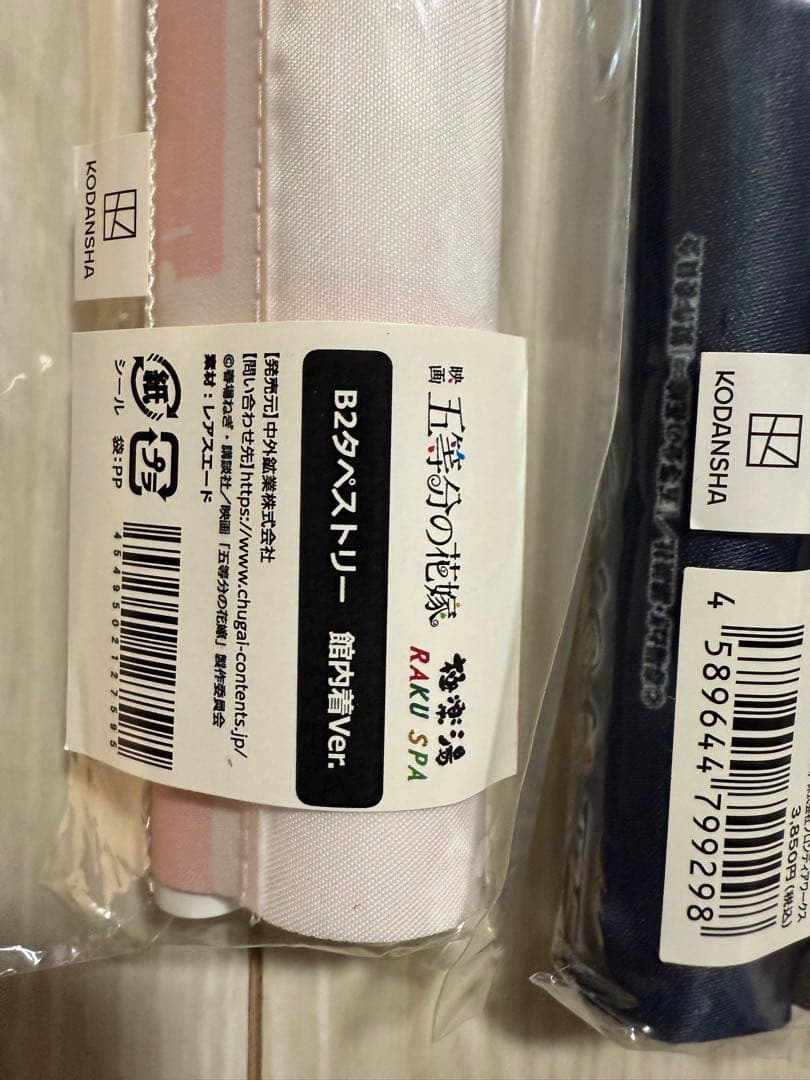 KODANSHA
映画 五等分の花嫁。
極楽湯
RAKU SPA
B2タペストリー 館内着Ver.
【発売元】中外鉱業株式会社
【問い合わせ先】https://www.chugai-contents.jp/
©春場ねぎ・講談社／映画「五等分の花嫁」製作委員会
素材：レアスエード
紙
プラ
シール 袋:PP
4549502127595
KODANSHA
4589644799298
3,850円(税込)